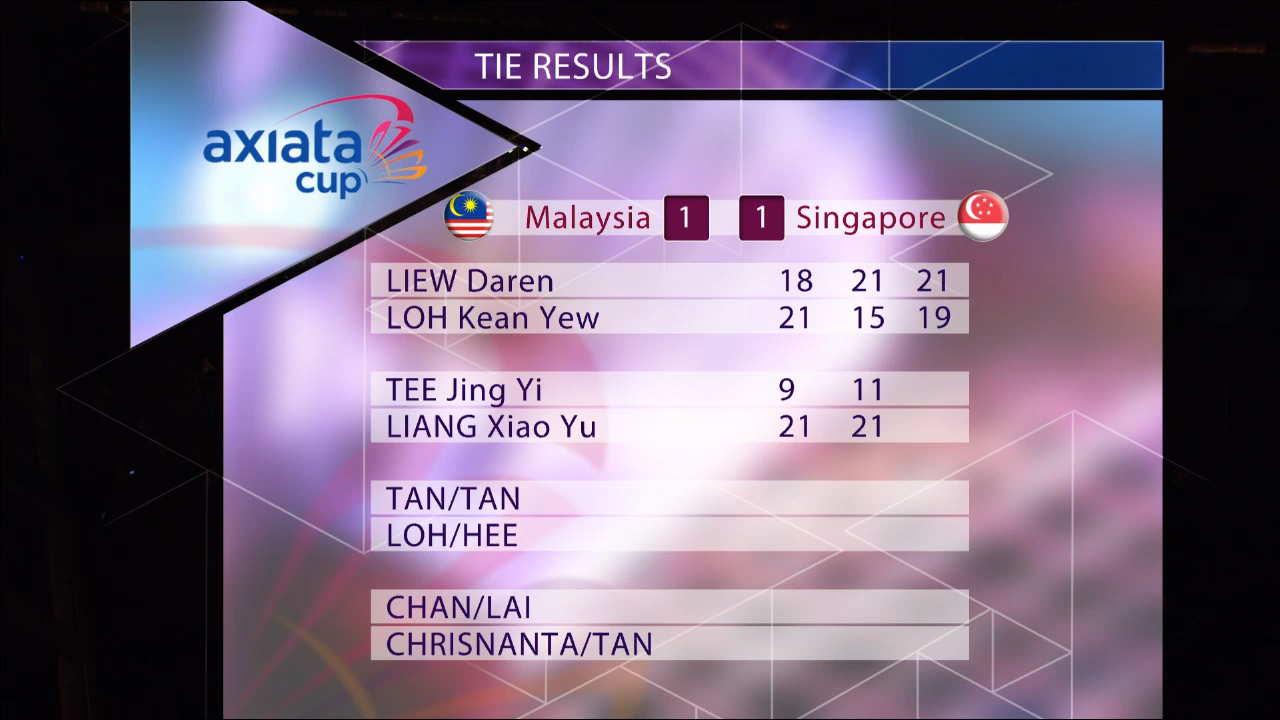 TIE RESULTS
axiata
cup
Malaysia 1 1 Singapore
LIEW Daren 18 21 21
LOH Kean Yew 21 15 19
TEE Jing Yi 9 11
LIANG Xiao Yu 21 21
TAN/TAN
LOH/HEE
CHAN/LAI
CHRISNANTA/TAN